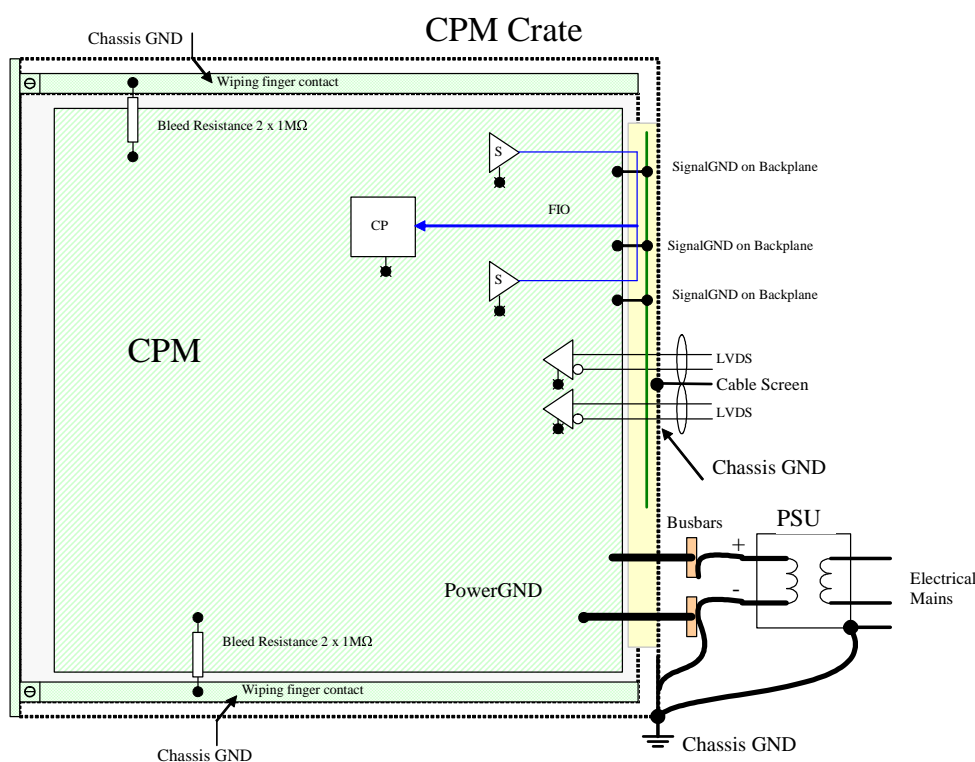 CPM Crate
Chassis GND
Wiping finger contact
Bleed Resistance 2 x 1MΩ
S
SignalGND on Backplane
FIO
CP
SignalGND on Backplane
S
SignalGND on Backplane
CPM
LVDS
Cable Screen
LVDS
Chassis GND
Busbars
PSU
+
-
Electrical
Mains
PowerGND
Bleed Resistance 2 x 1MΩ
Wiping finger contact
Chassis GND
Chassis GND